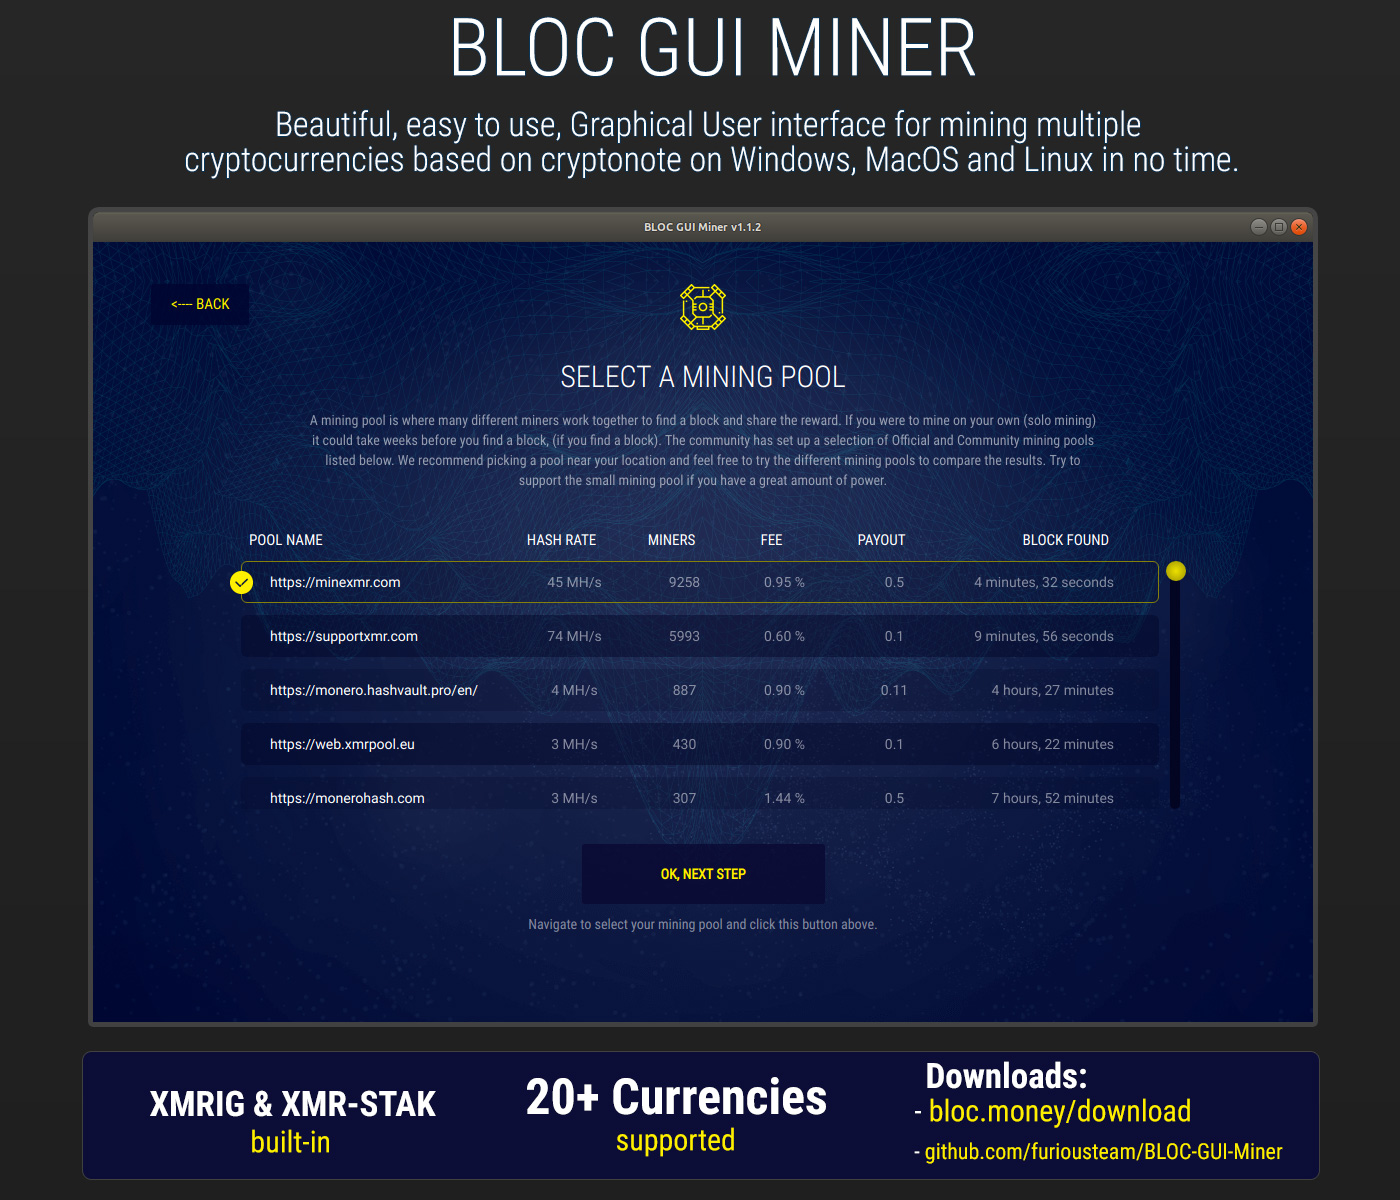 BLOC GUI MINER
Beautiful, easy to use, Graphical User interface for mining multiple
cryptocurrencies based on cryptonote on Windows, MacOS and Linux in no time.
BLOC GUI Miner v1.1.2
<---- BACK
SELECT A MINING POOL
A mining pool is where many different miners work together to find a block and share the reward. If you were to mine on your own (solo mining)
it could take weeks before you find a block, (if you find a block). The community has set up a selection of Official and Community mining pools
listed below. We recommend picking a pool near your location and feel free to try the different mining pools to compare the results. Try to
support the small mining pool if you have a great amount of power.
POOL NAME HASH RATE MINERS FEE PAYOUT BLOCK FOUND
https://minexmr.com 45 MH/s 9258 0.95 % 0.5 4 minutes, 32 seconds
https://supportxmr.com 74 MH/s 5993 0.60 % 0.1 9 minutes, 56 seconds
https://monero.hashvault.pro/en/ 4 MH/s 887 0.90 % 0.11 4 hours, 27 minutes
https://web.xmrpool.eu 3 MH/s 430 0.90 % 0.1 6 hours, 22 minutes
https://monerohash.com 3 MH/s 307 1.44 % 0.5 7 hours, 52 minutes
OK, NEXT STEP
Navigate to select your mining pool and click this button above.
XMRIG & XMR-STAK
built-in
20+ Currencies
supported
Downloads:
- bloc.money/download
- github.com/furiousteam/BLOC-GUI-Miner